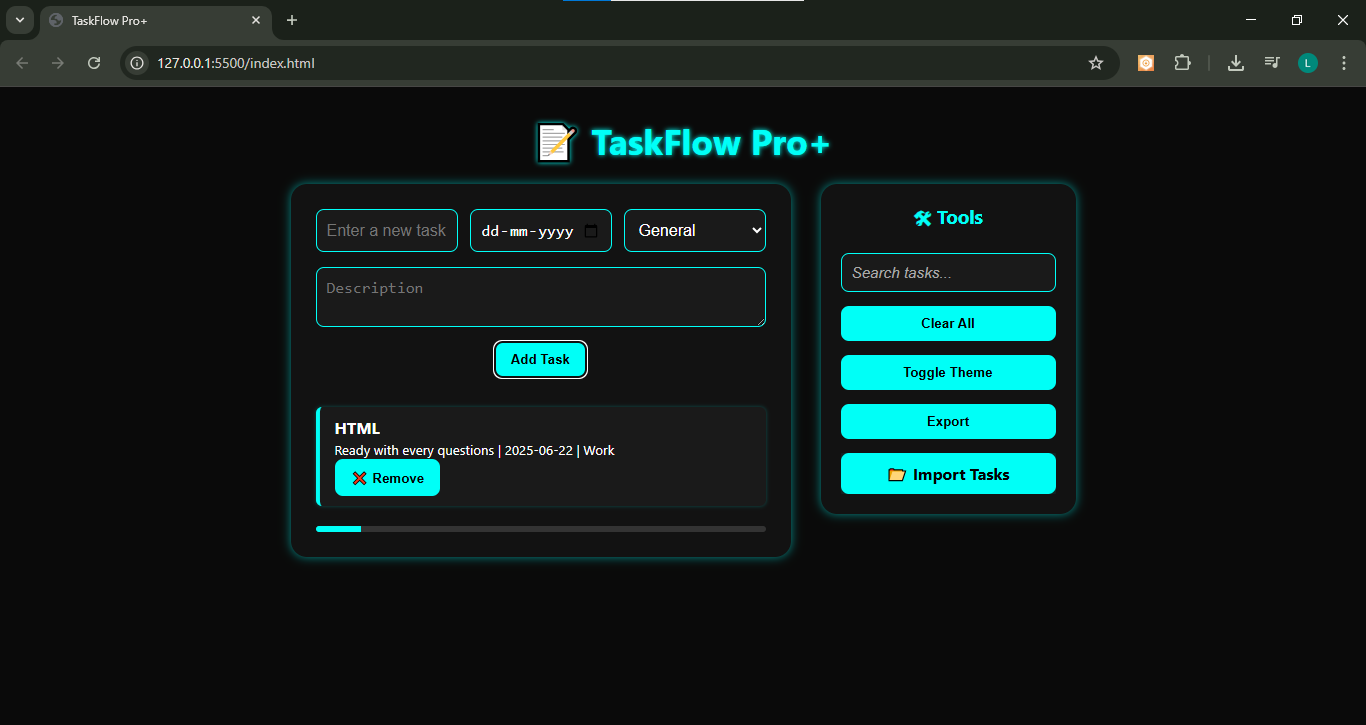 TaskFlow Pro+
127.0.0.1:5500/index.html
L
TaskFlow Pro+
Enter a new task
dd-mm-yyyy
General
Description
Add Task
HTML
Ready with every questions | 2025-06-22 | Work
Remove
Tools
Search tasks...
Clear All
Toggle Theme
Export
Import Tasks